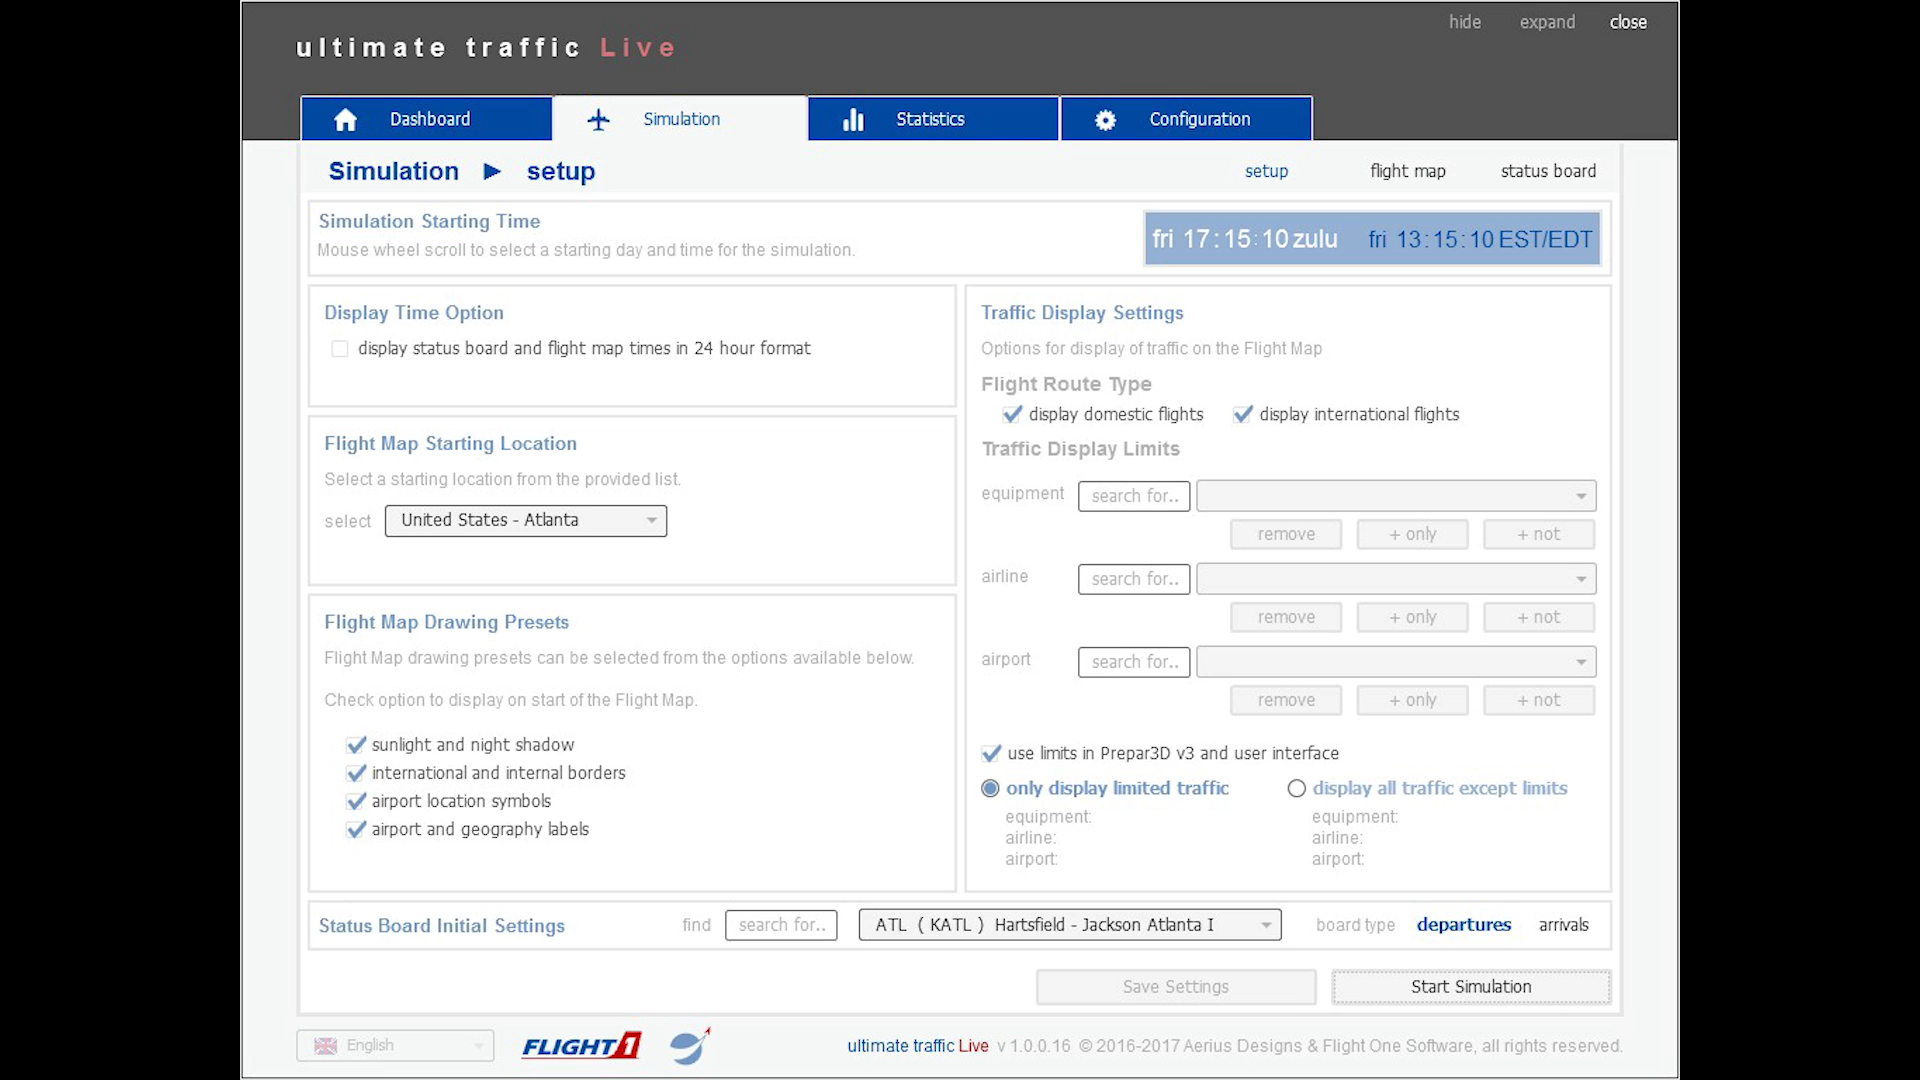 hide expand close
ultimate traffic Live
Dashboard Simulation Statistics Configuration
Simulation ► setup setup flight map status board
Simulation Starting Time
Mouse wheel scroll to select a starting day and time for the simulation.
fri 17:15:10 zulu fri 13:15:10 EST/EDT
Display Time Option
display status board and flight map times in 24 hour format
Flight Map Starting Location
Select a starting location from the provided list.
select United States - Atlanta
Flight Map Drawing Presets
Flight Map drawing presets can be selected from the options available below.
Check option to display on start of the Flight Map.
sunlight and night shadow
international and internal borders
airport location symbols
airport and geography labels
Traffic Display Settings
Options for display of traffic on the Flight Map
Flight Route Type
display domestic flights display international flights
Traffic Display Limits
equipment search for..
remove + only + not
airline search for..
remove + only + not
airport search for..
remove + only + not
use limits in Prepar3D v3 and user interface
only display limited traffic display all traffic except limits
equipment: equipment:
airline: airline:
airport: airport:
Status Board Initial Settings find search for.. ATL ( KATL ) Hartsfield - Jackson Atlanta I board type departures arrivals
Save Settings Start Simulation
English FLIGHT1 ultimate traffic Live v 1.0.0.16 © 2016-2017 Aerius Designs & Flight One Software, all rights reserved.